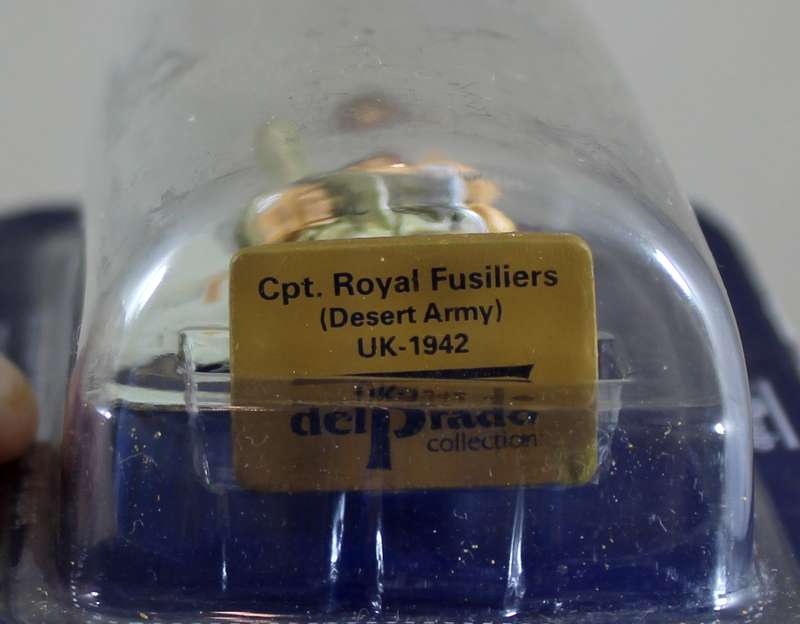 Cpt. Royal Fusiliers
(Desert Army)
UK-1942
delPrado
collection